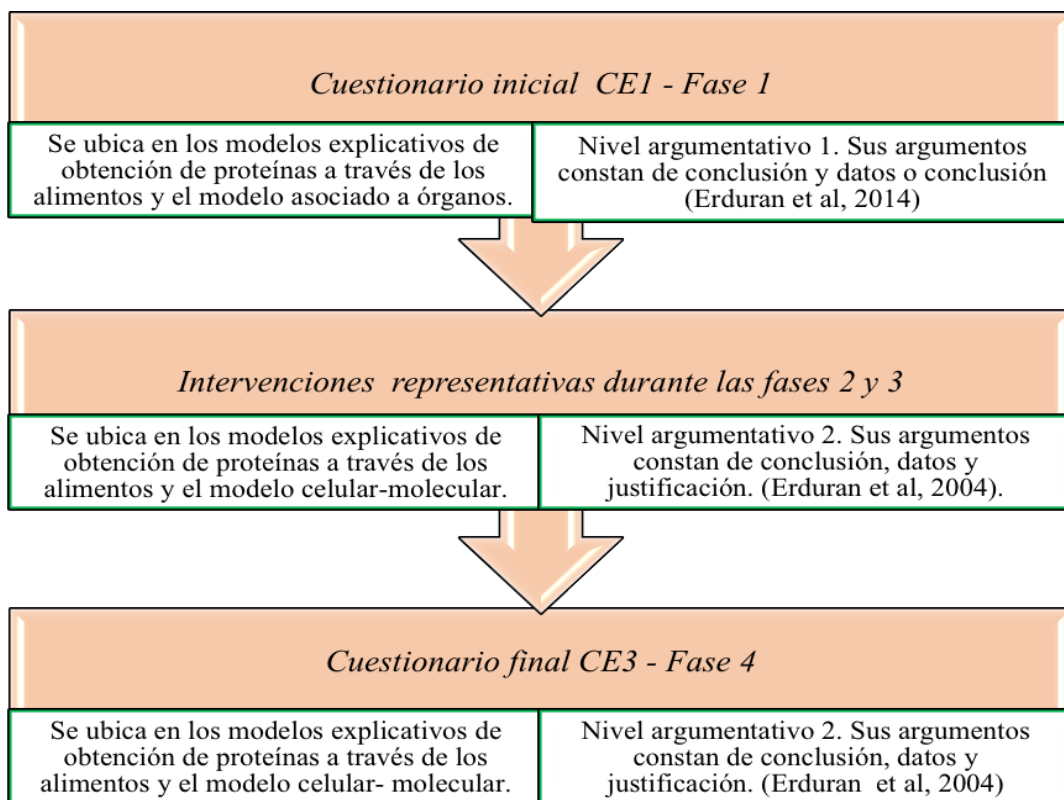 Cuestionario inicial CE1 - Fase 1
Se ubica en los modelos explicativos de
obtención de proteínas a través de los
alimentos y el modelo asociado a órganos.
Nivel argumentativo 1. Sus argumentos
constan de conclusión y datos o conclusión
(Erduran et al, 2014)
Intervenciones representativas durante las fases 2 y 3
Se ubica en los modelos explicativos de
obtención de proteínas a través de los
alimentos y el modelo celular-molecular.
Nivel argumentativo 2. Sus argumentos
constan de conclusión, datos y
justificación. (Erduran et al, 2004).
Cuestionario final CE3 - Fase 4
Se ubica en los modelos explicativos de
obtención de proteínas a través de los
alimentos y el modelo celular- molecular.
Nivel argumentativo 2. Sus argumentos
constan de conclusión, datos y
justificación. (Erduran et al, 2004)